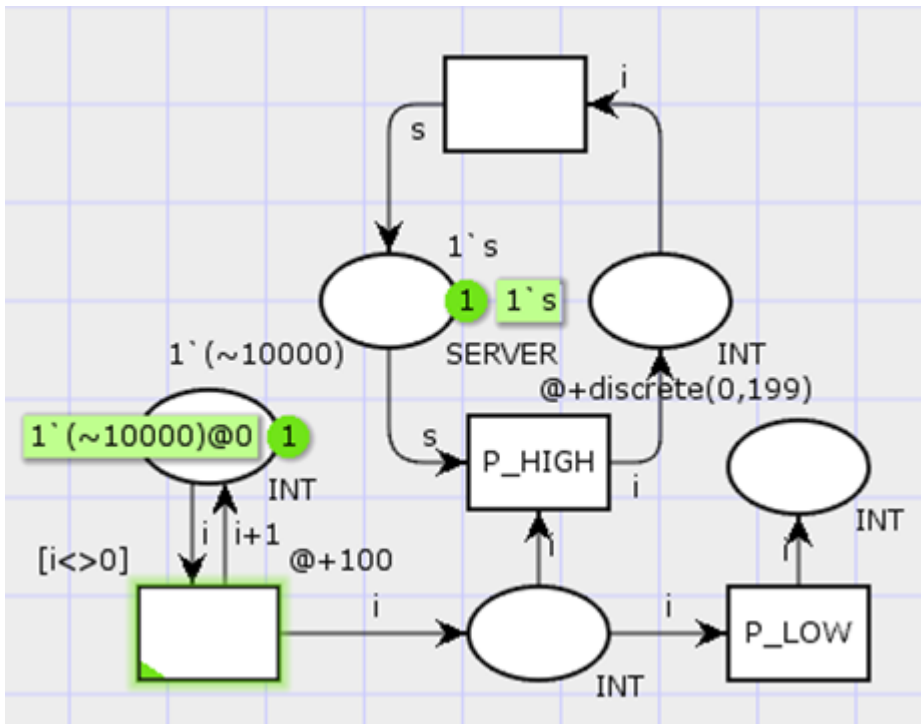 i
s
1`s
1
1`s
SERVER
INT
1`(~10000)
@+discrete(0,199)
1`(~10000)@0
1
s
P_HIGH
i
INT
INT
i
i+1
[i<>0]
@+100
i
i
i
i
P_LOW
INT